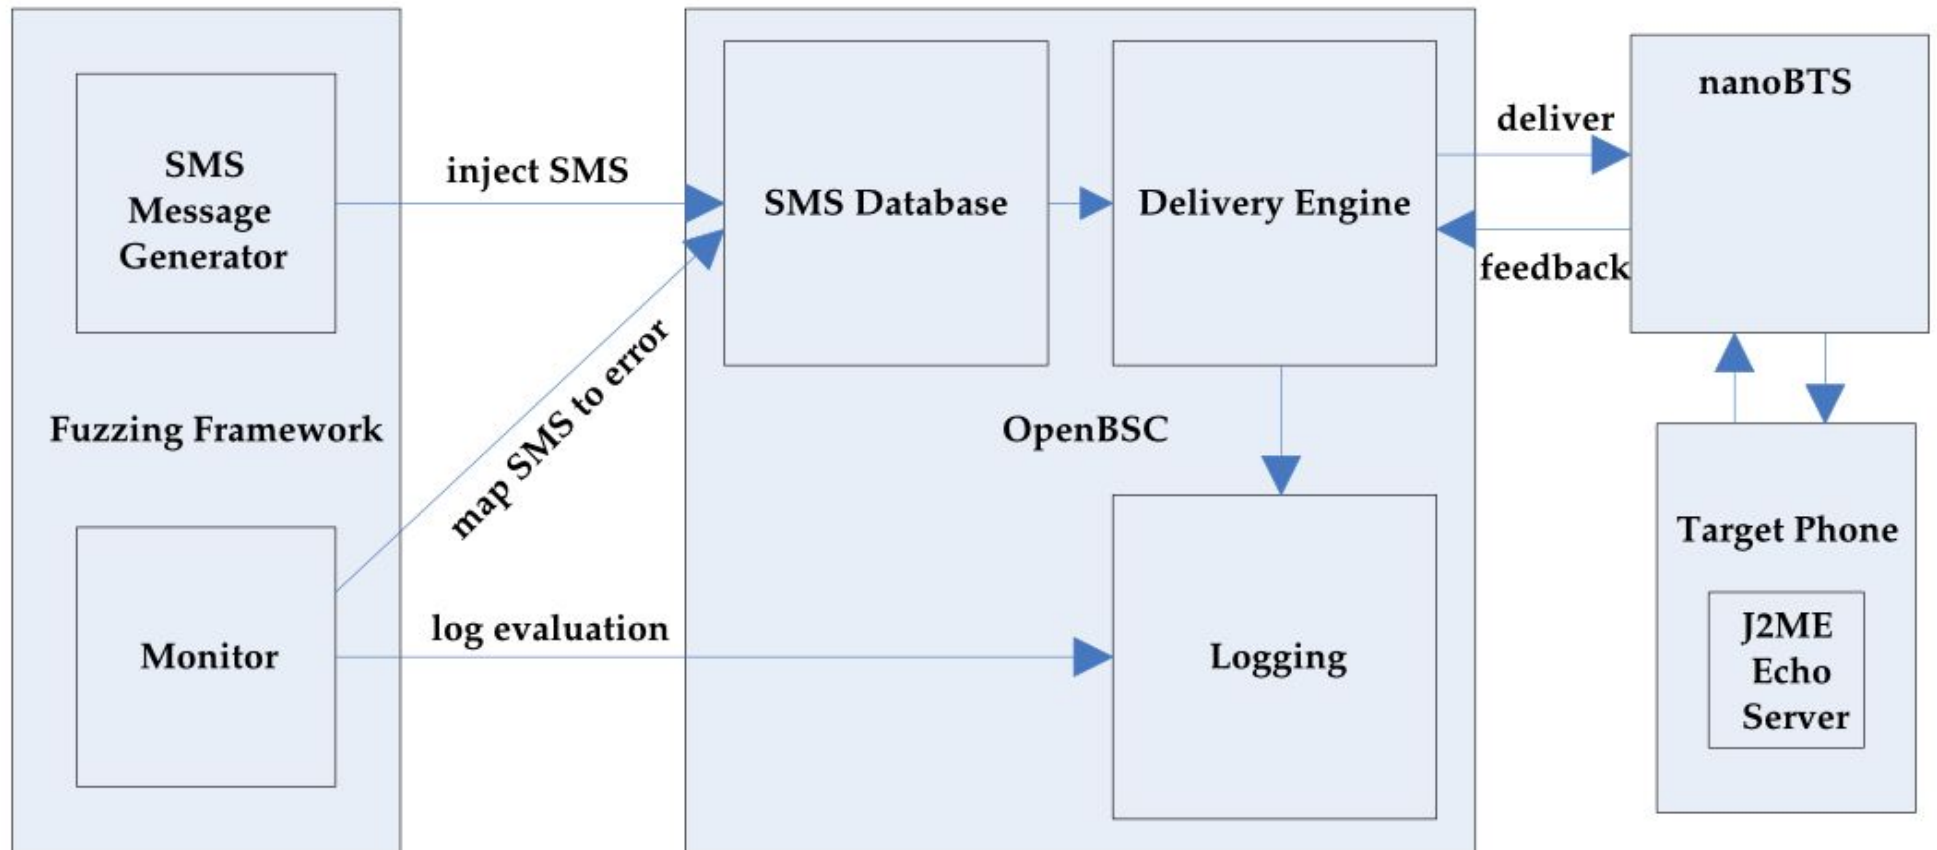 SMS
Message
Generator
Fuzzing Framework
Monitor
inject SMS
map SMS to error
log evaluation
SMS Database
Delivery Engine
OpenBSC
Logging
deliver
feedback
nanoBTS
Target Phone
J2ME
Echo
Server